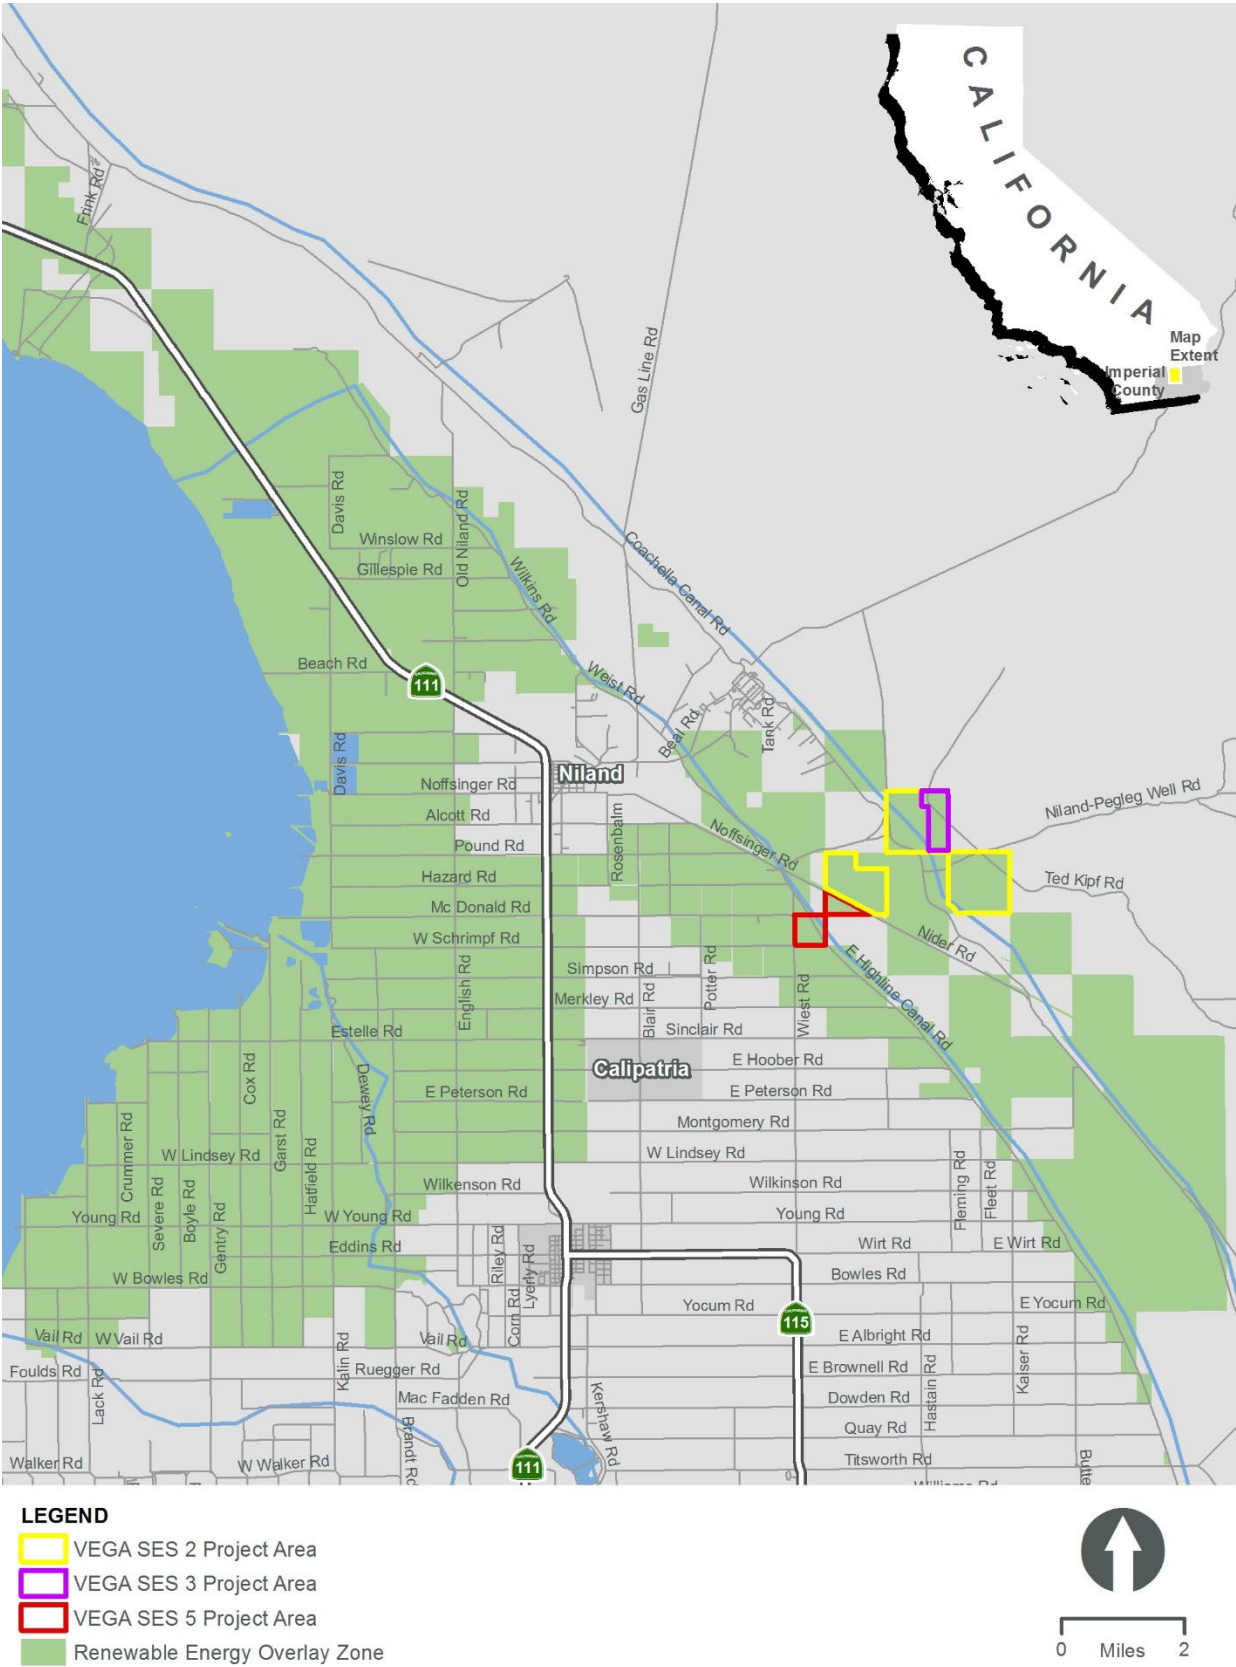 CALIFORNIA
Map
Extent
Imperial
County
Frink Rd
Gas Line Rd
Davis Rd
Old Niland Rd
Winslow Rd
Gillespie Rd
Wilkins Rd
Coachella Canal Rd
Beach Rd
CALIFORNIA
111
Weist Rd
Beal Rd
Tank Rd
Davis Rd
Niland
Noffsinger Rd
Alcott Rd
Pound Rd
Rosenbalm
Noffsinger Rd
Niland-Pegleg Well Rd
Hazard Rd
Ted Kipf Rd
Mc Donald Rd
W Schrimpf Rd
Nider Rd
E Highline Canal Rd
English Rd
Simpson Rd
Merkley Rd
Blair Rd
Potter Rd
Wiest Rd
Estelle Rd
Sinclair Rd
Cox Rd
Dewey Rd
Calipatria
E Hoober Rd
E Peterson Rd
E Peterson Rd
Crummer Rd
Garst Rd
Montgomery Rd
W Lindsey Rd
W Lindsey Rd
Severe Rd
Boyle Rd
Hatfield Rd
Wilkenson Rd
Wilkinson Rd
Fleming Rd
Fleet Rd
Young Rd
Gentry Rd
W Young Rd
Young Rd
Eddins Rd
Riley Rd
Lyerly Rd
Wirt Rd
E Wirt Rd
W Bowles Rd
Bowles Rd
Corn Rd
Yocum Rd
E Yocum Rd
CALIFORNIA
115
Vail Rd
W Vail Rd
Vail Rd
E Albright Rd
Kalin Rd
Kaiser Rd
Foulds Rd
Ruegger Rd
E Brownell Rd
Lack Rd
Mac Fadden Rd
Kershaw Rd
Dowden Rd
Hastain Rd
Brandt Rd
Quay Rd
CALIFORNIA
111
Walker Rd
W Walker Rd
Titsworth Rd
Butte
LEGEND
VEGA SES 2 Project Area
VEGA SES 3 Project Area
VEGA SES 5 Project Area
Renewable Energy Overlay Zone
0 Miles 2